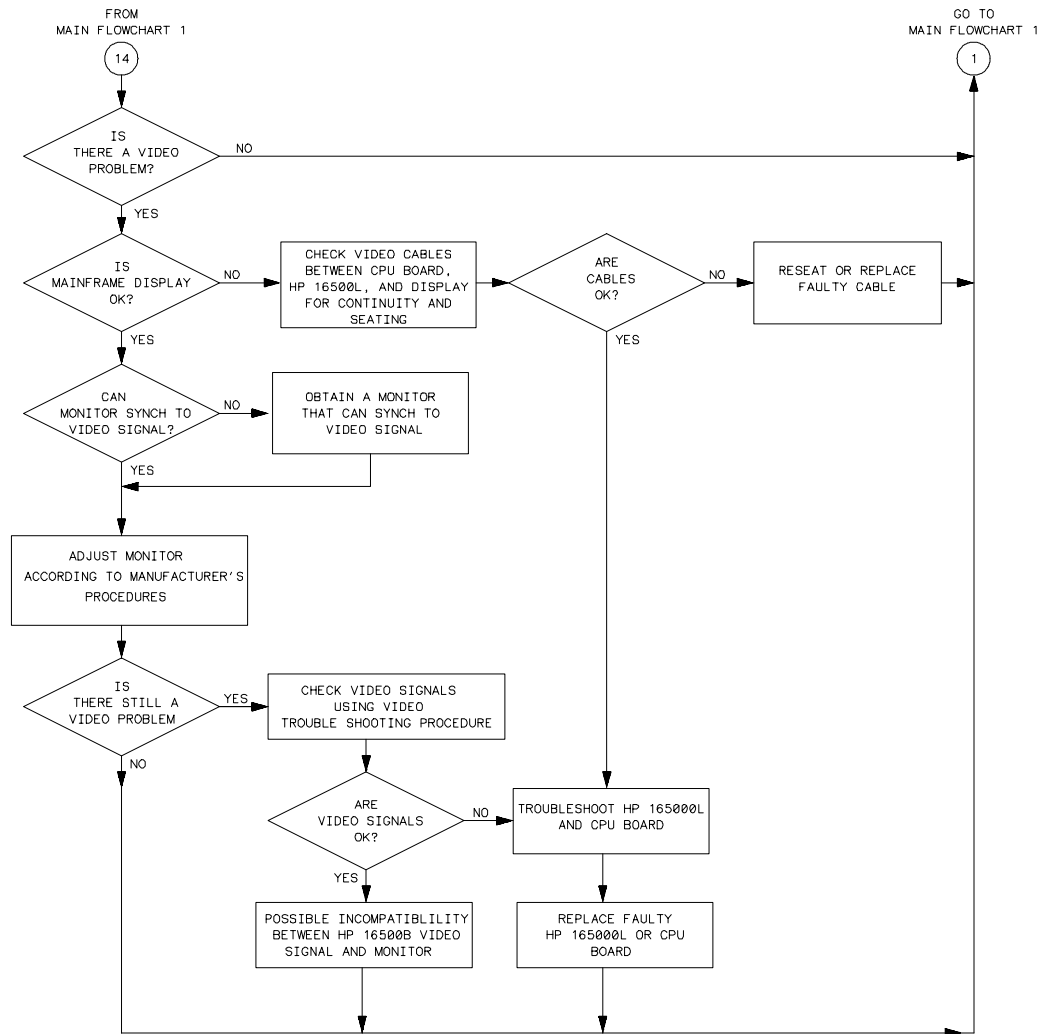 FROM
MAIN FLOWCHART 1
14
GO TO
MAIN FLOWCHART 1
1
IS
THERE A VIDEO
PROBLEM?
NO
YES
IS
MAINFRAME DISPLAY
OK?
NO
YES
CHECK VIDEO CABLES
BETWEEN CPU BOARD,
HP 16500L, AND DISPLAY
FOR CONTINUITY AND
SEATING
ARE
CABLES
OK?
NO
YES
RESEAT OR REPLACE
FAULTY CABLE
CAN
MONITOR SYNCH TO
VIDEO SIGNAL?
NO
YES
OBTAIN A MONITOR
THAT CAN SYNCH TO
VIDEO SIGNAL
ADJUST MONITOR
ACCORDING TO MANUFACTURER'S
PROCEDURES
IS
THERE STILL A
VIDEO PROBLEM
YES
NO
CHECK VIDEO SIGNALS
USING VIDEO
TROUBLE SHOOTING PROCEDURE
ARE
VIDEO SIGNALS
OK?
NO
YES
TROUBLESHOOT HP 165000L
AND CPU BOARD
POSSIBLE INCOMPATIBLILITY
BETWEEN HP 16500B VIDEO
SIGNAL AND MONITOR
REPLACE FAULTY
HP 165000L OR CPU
BOARD